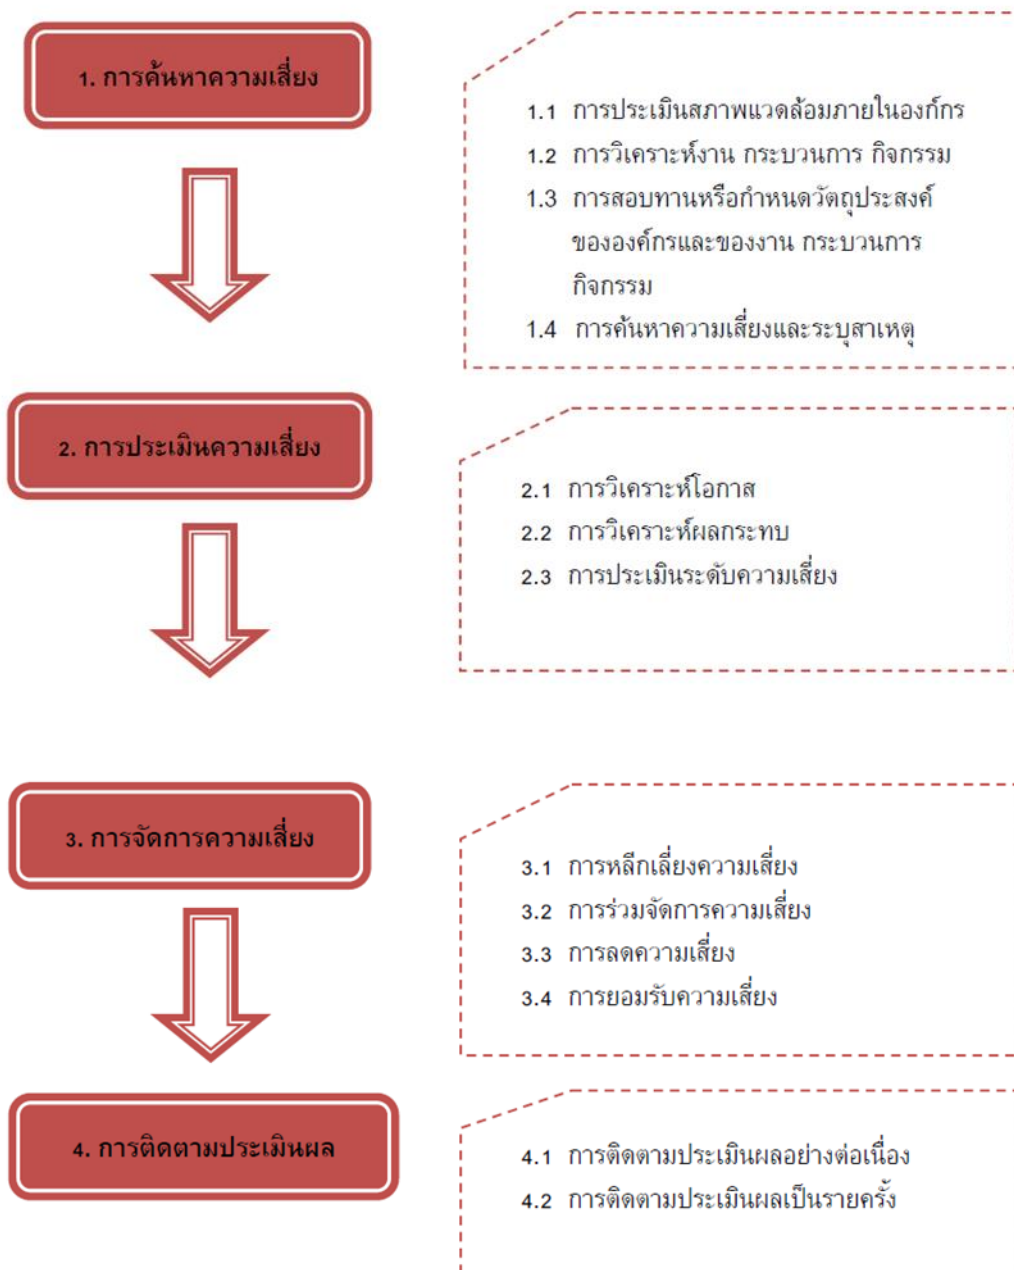 1. การค้นหาความเสี่ยง
1.1 การประเมินสภาพแวดล้อมภายในองค์กร
1.2 การวิเคราะห์งาน กระบวนการ กิจกรรม
1.3 การสอบทานหรือกำหนดวัตถุประสงค์
ขององค์กรและของงาน กระบวนการ
กิจกรรม
1.4 การค้นหาความเสี่ยงและระบุสาเหตุ
2. การประเมินความเสี่ยง
2.1 การวิเคราะห์โอกาส
2.2 การวิเคราะห์ผลกระทบ
2.3 การประเมินระดับความเสี่ยง
3. การจัดการความเสี่ยง
3.1 การหลีกเลี่ยงความเสี่ยง
3.2 การร่วมจัดการความเสี่ยง
3.3 การลดความเสี่ยง
3.4 การยอมรับความเสี่ยง
4. การติดตามประเมินผล
4.1 การติดตามประเมินผลอย่างต่อเนื่อง
4.2 การติดตามประเมินผลเป็นรายครั้ง